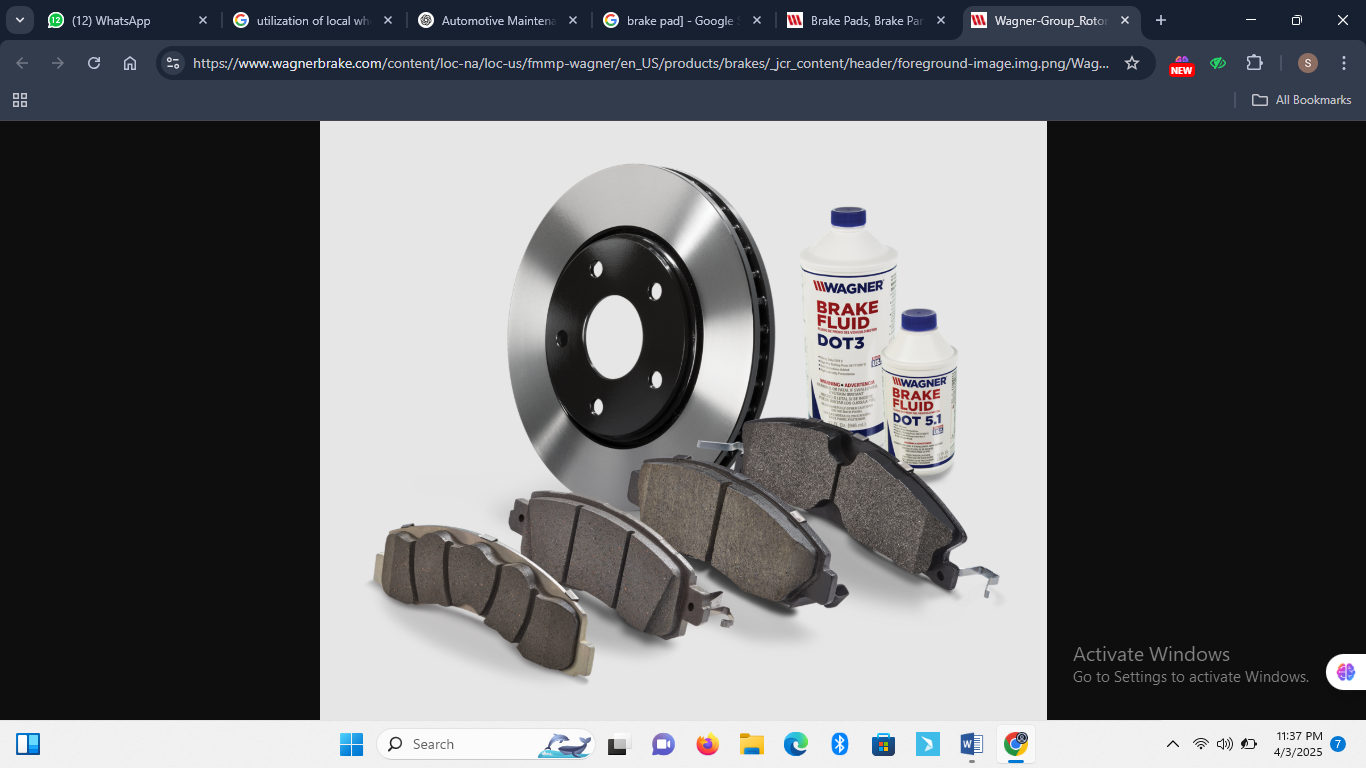 (12) WhatsApp
utilization of local wh
Automotive Maintena
brake pad] - Google S
Brake Pads, Brake Par
Wagner-Group_Rotor
https://www.wagnerbrake.com/content/loc-na/loc-us/fmmp-wagner/en_US/products/brakes/_jcr_content/header/foreground-image.img.png/Wag...
NEW
S
All Bookmarks
WAGNER
BRAKE
FLUID
DOT3
WARNING • ADVERTENCIA
WAGNER
BRAKE
FLUID
DOT 5.1
Activate Windows
Go to Settings to activate Windows.
Search
11:37 PM
4/3/2025
7